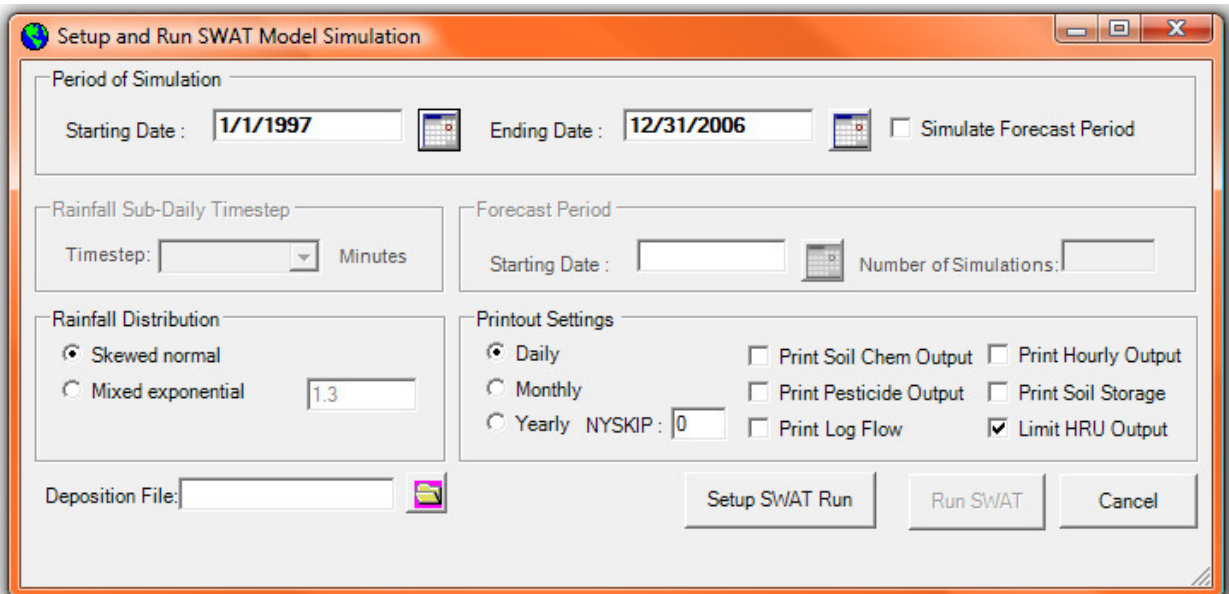 Setup and Run SWAT Model Simulation
Period of Simulation
Starting Date : 1/1/1997 Ending Date : 12/31/2006 Simulate Forecast Period
Rainfall Sub-Daily Timestep
Timestep: Minutes
Forecast Period
Starting Date : Number of Simulations:
Rainfall Distribution
Skewed normal
Mixed exponential 1.3
Printout Settings
Daily Print Soil Chem Output Print Hourly Output
Monthly Print Pesticide Output Print Soil Storage
Yearly NYSKIP : 0 Print Log Flow Limit HRU Output
Deposition File: Setup SWAT Run Run SWAT Cancel